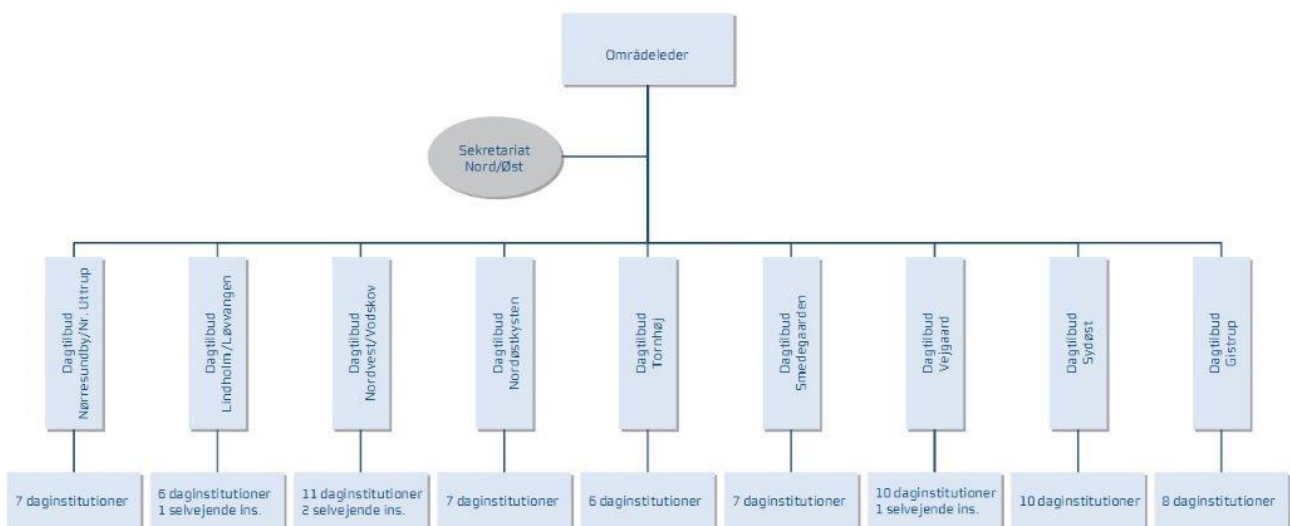 Områdeleder
Sekretariat
Nord/Øst
Dagtilbud
Nørresundby/Nr. Uttrup
Dagtilbud
Lindholm/Løvvangen
Dagtilbud
Nordvest/Vodskov
Dagtilbud
Nordøstkysten
Dagtilbud
Tornhøj
Dagtilbud
Smedegaarden
Dagtilbud
Vejgaard
Dagtilbud
Sydøst
Dagtilbud
Gistrup
7 daginstitutioner
6 daginstitutioner
1 selvejende ins.
11 daginstitutioner
2 selvejende ins.
7 daginstitutioner
6 daginstitutioner
7 daginstitutioner
10 daginstitutioner
1 selvejende ins.
10 daginstitutioner
8 daginstitutioner